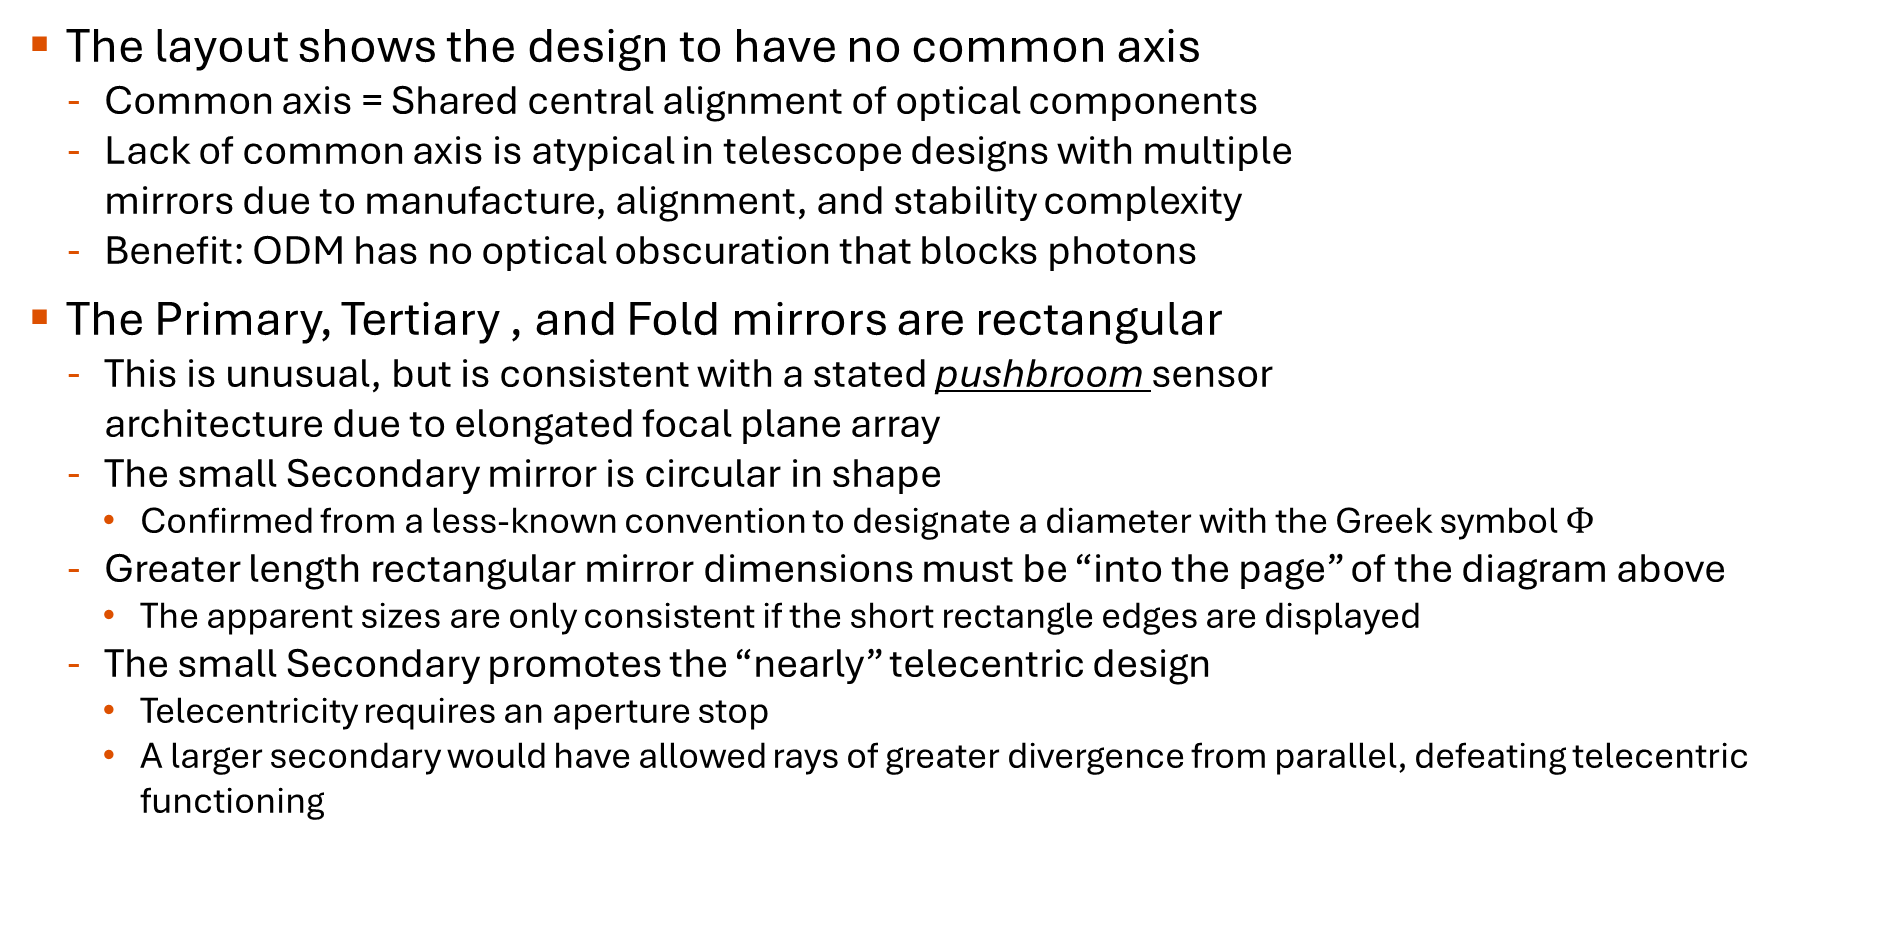 ▪ The layout shows the design to have no common axis
- Common axis = Shared central alignment of optical components
- Lack of common axis is atypical in telescope designs with multiple
mirrors due to manufacture, alignment, and stability complexity
- Benefit: ODM has no optical obscuration that blocks photons
▪ The Primary, Tertiary , and Fold mirrors are rectangular
- This is unusual, but is consistent with a stated pushbroom sensor
architecture due to elongated focal plane array
- The small Secondary mirror is circular in shape
• Confirmed from a less-known convention to designate a diameter with the Greek symbol Φ
- Greater length rectangular mirror dimensions must be “into the page” of the diagram above
• The apparent sizes are only consistent if the short rectangle edges are displayed
- The small Secondary promotes the “nearly” telecentric design
• Telecentricity requires an aperture stop
• A larger secondary would have allowed rays of greater divergence from parallel, defeating telecentric
functioning